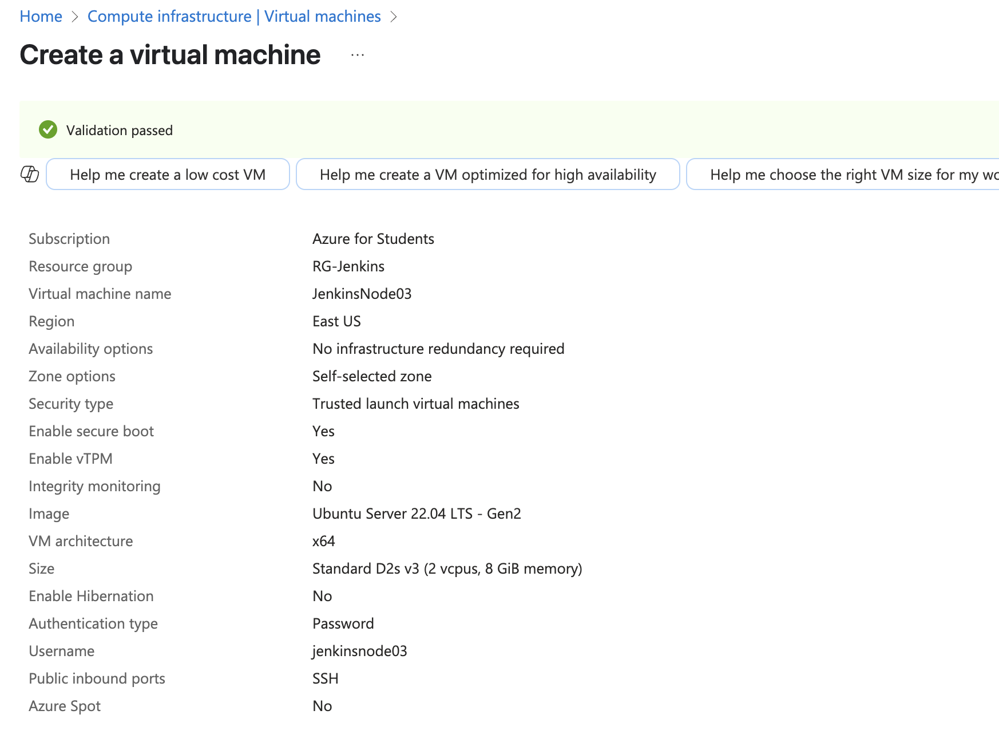 Home > Compute infrastructure | Virtual machines >
Create a virtual machine ...
Validation passed
Help me create a low cost VM Help me create a VM optimized for high availability Help me choose the right VM size for my
Subscription Azure for Students
Resource group RG-Jenkins
Virtual machine name JenkinsNode03
Region East US
Availability options No infrastructure redundancy required
Zone options Self-selected zone
Security type Trusted launch virtual machines
Enable secure boot Yes
Enable vTPM Yes
Integrity monitoring No
Image Ubuntu Server 22.04 LTS - Gen2
VM architecture x64
Size Standard D2s v3 (2 vcpus, 8 GiB memory)
Enable Hibernation No
Authentication type Password
Username jenkinsnode03
Public inbound ports SSH
Azure Spot No